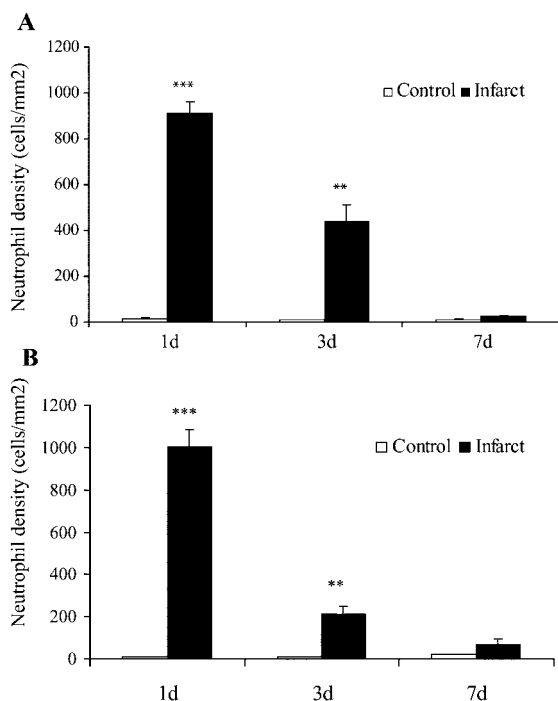 A
1200
1000
800
600
400
200
0
Neutrophil density (cells/mm2)
***
**
Control Infarct
1d 3d 7d
B
1200
1000
800
600
400
200
0
Neutrophil density (cells/mm2)
***
**
Control Infarct
1d 3d 7d